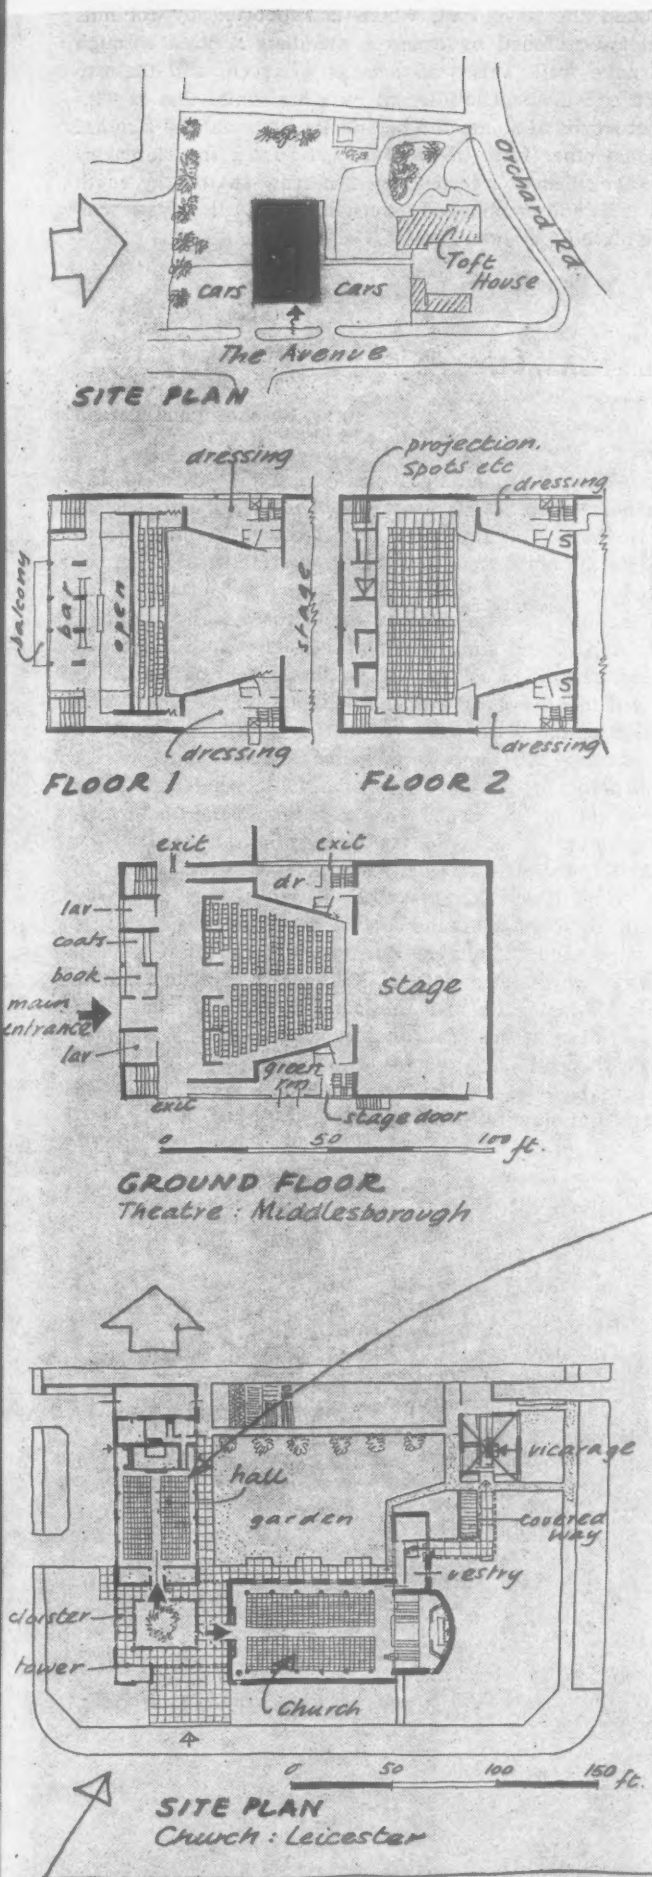 Orchard Rd.
Toft
House
cars
cars
The Avenue
SITE PLAN
dressing
projection.
spots etc
dressing
balcony
bar
open
stage
S
S
dressing
dressing
FLOOR 1
FLOOR 2
exit
exit
dr
lav
coats
book
main
entrance
stage
lav
green
rm
exit
stage door
0 50 100 ft.
GROUND FLOOR
Theatre : Middlesborough
hall
vicarage
garden
covered
way
vestry
cloister
tower
Church
0 50 100 150 ft.
SITE PLAN
Church : Leicester